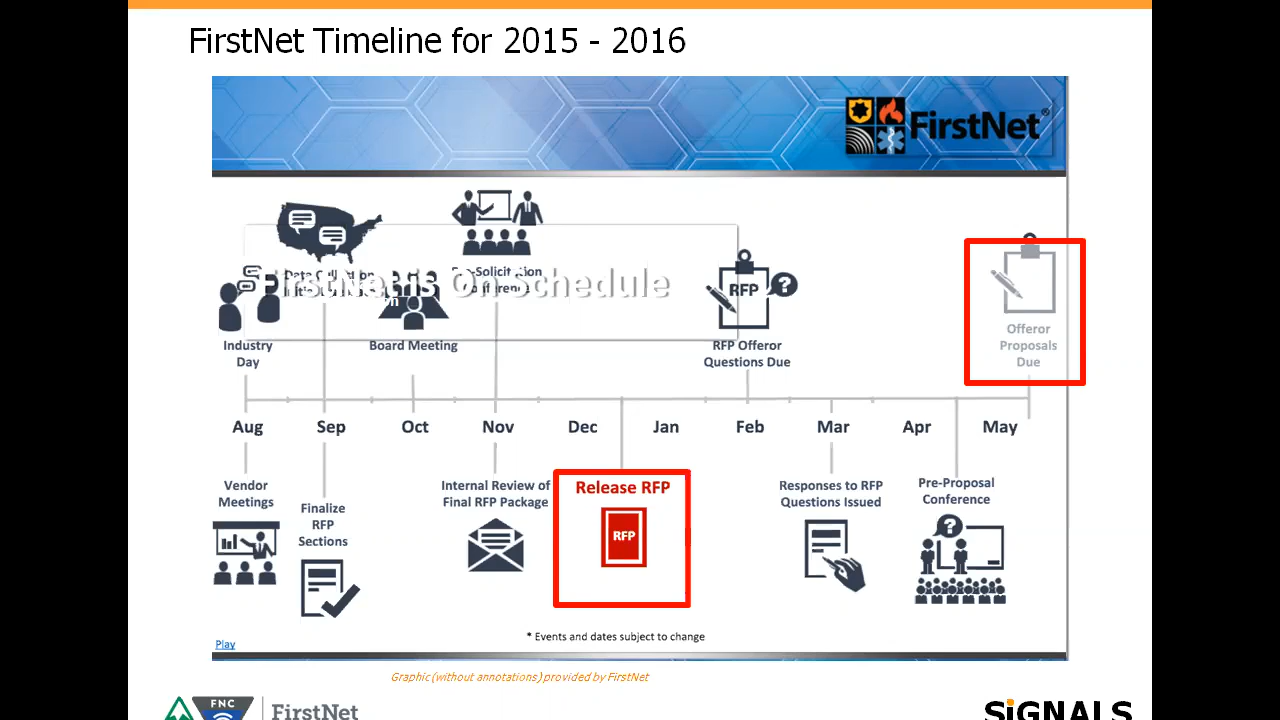 FirstNet Timeline for 2015 - 2016
FirstNet®
FirstNet is On Schedule
RFP
?
Industry
Day
Board Meeting
RFP Offeror
Questions Due
Offeror
Proposals
Due
Aug Sep Oct Nov Dec Jan Feb Mar Apr May
Vendor
Meetings
Finalize
RFP
Sections
Internal Review of
Final RFP Package
Release RFP
RFP
Responses to RFP
Questions Issued
Pre-Proposal
Conference
?
* Events and dates subject to change
Play
Graphic (without annotations) provided by FirstNet
FNC
FirstNet
SiGNALS